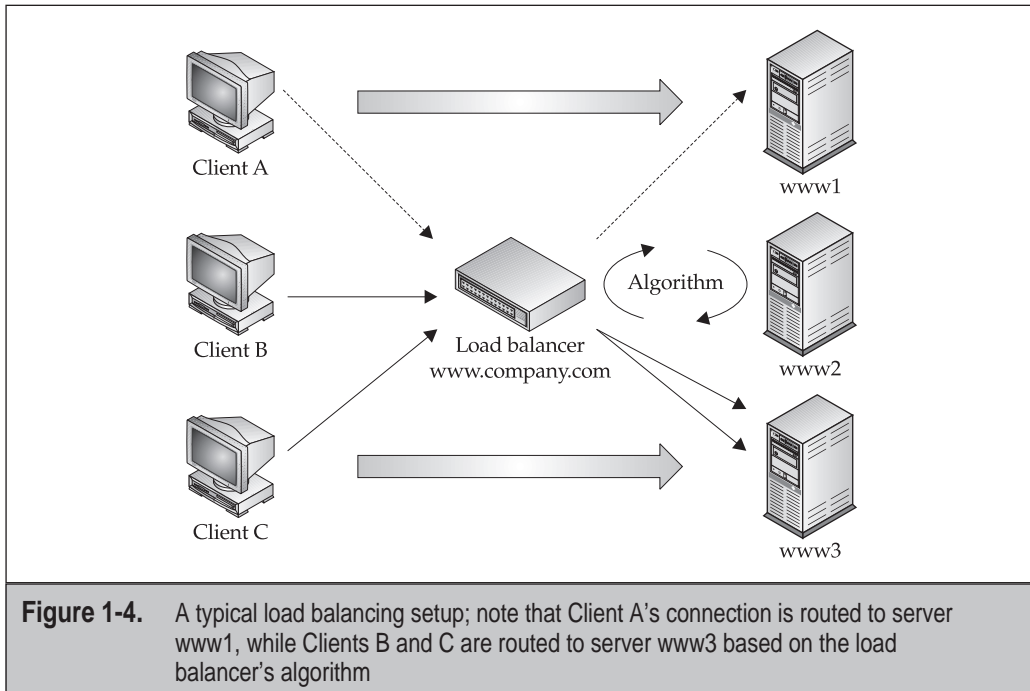 Client A
www1
Client B
Algorithm
Load balancer
www.company.com
www2
Client C
www3
Figure 1-4. A typical load balancing setup; note that Client A's connection is routed to server
www1, while Clients B and C are routed to server www3 based on the load
balancer's algorithm